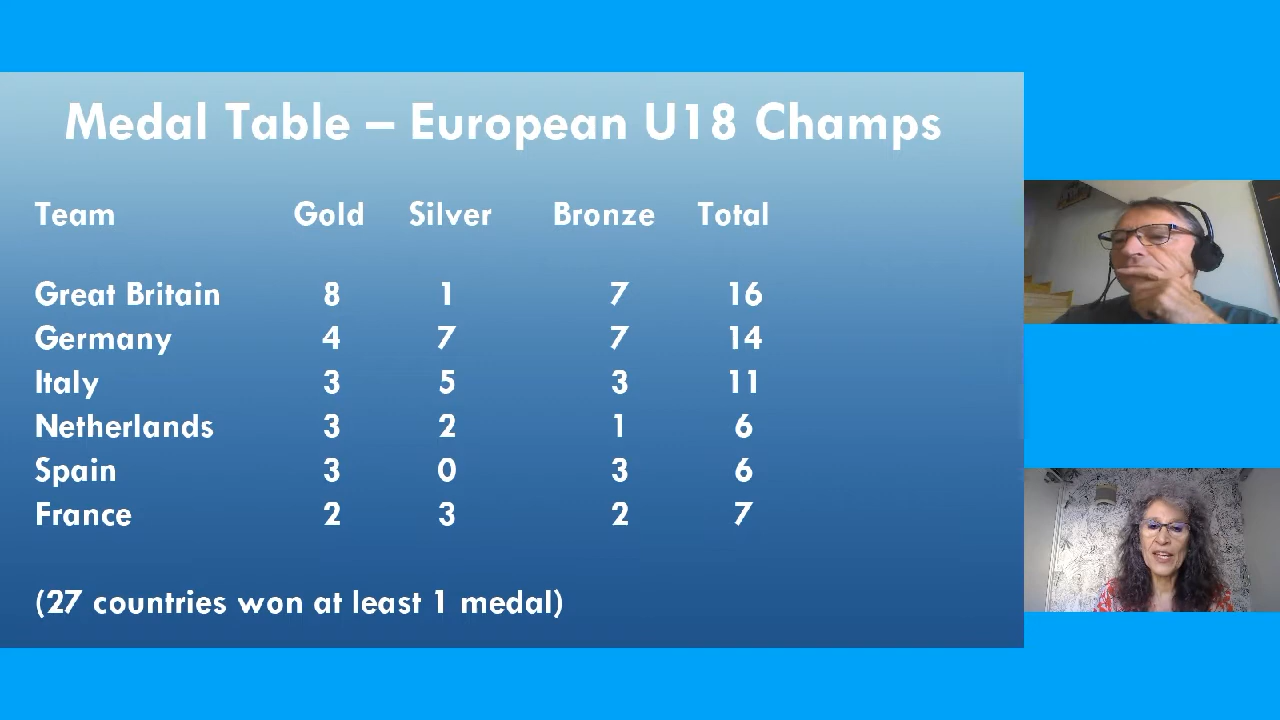 Medal Table – European U18 Champs
Team Gold Silver Bronze Total
Great Britain 8 1 7 16
Germany 4 7 7 14
Italy 3 5 3 11
Netherlands 3 2 1 6
Spain 3 0 3 6
France 2 3 2 7
(27 countries won at least 1 medal)